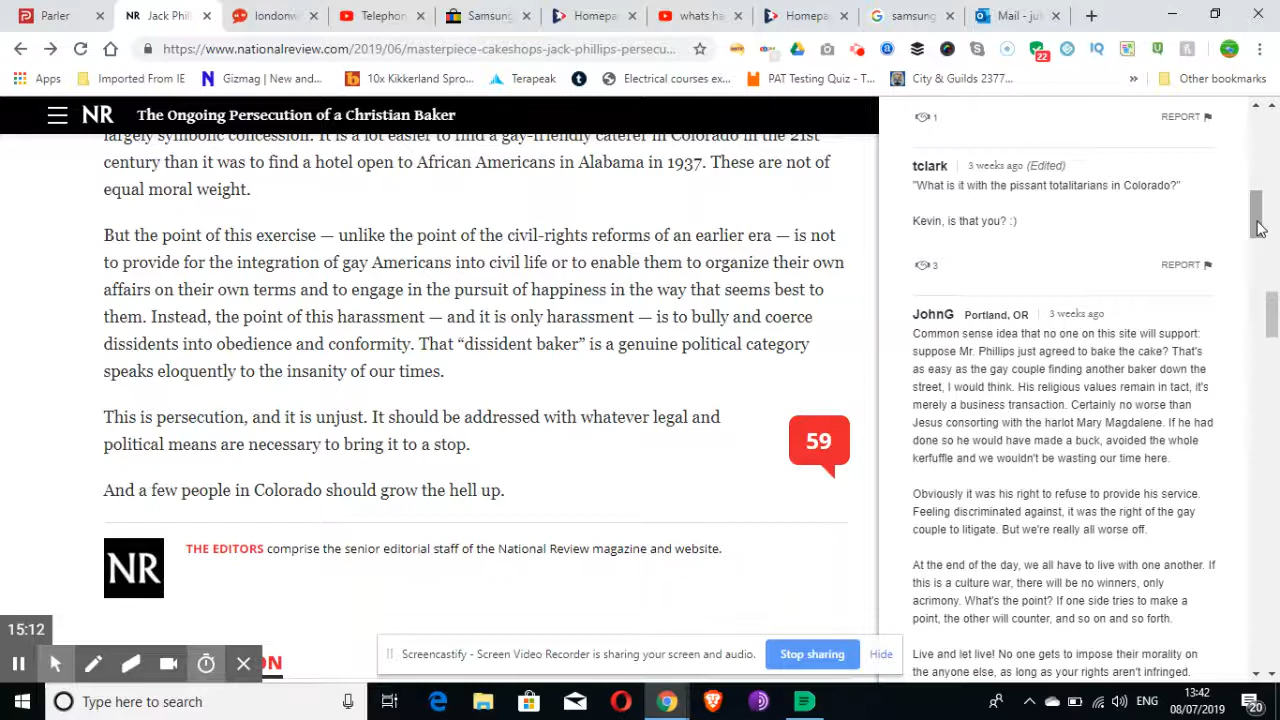 Parler
Jack Phil
londonw
Telephon
Samsung
Homepa
whats ha
Homepa
samsung
Mail - ju
https://www.nationalreview.com/2019/06/masterpiece-cakeshops-jack-phillips-persecu...
22
IQ
Apps
Imported From IE
Gizmag | New and...
10x Kikkerland Spro...
Terapeak
Electrical courses ex...
PAT Testing Quiz - T...
City & Guilds 2377...
»
Other bookmarks
NR
The Ongoing Persecution of a Christian Baker
largely symbolic concession. It is a lot easier to find a gay-friendly caterer in Colorado in the 21st
century than it was to find a hotel open to African Americans in Alabama in 1937. These are not of
equal moral weight.
But the point of this exercise — unlike the point of the civil-rights reforms of an earlier era — is not
to provide for the integration of gay Americans into civil life or to enable them to organize their own
affairs on their own terms and to engage in the pursuit of happiness in the way that seems best to
them. Instead, the point of this harassment — and it is only harassment — is to bully and coerce
dissidents into obedience and conformity. That “dissident baker” is a genuine political category
speaks eloquently to the insanity of our times.
This is persecution, and it is unjust. It should be addressed with whatever legal and
political means are necessary to bring it to a stop.
59
And a few people in Colorado should grow the hell up.
NR
THE EDITORS comprise the senior editorial staff of the National Review magazine and website.
ON
1
REPORT
tclark
3 weeks ago (Edited)
"What is it with the pissant totalitarians in Colorado?"
Kevin, is that you? :)
3
REPORT
JohnG Portland, OR 3 weeks ago
Common sense idea that no one on this site will support:
suppose Mr. Phillips just agreed to bake the cake? That's
as easy as the gay couple finding another baker down the
street, I would think. His religious values remain in tact, it's
merely a business transaction. Certainly no worse than
Jesus consorting with the harlot Mary Magdalene. If he had
done so he would have made a buck, avoided the whole
kerfuffle and we wouldn't be wasting our time here.
Obviously it was his right to refuse to provide his service.
Feeling discriminated against, it was the right of the gay
couple to litigate. But we're really all worse off.
At the end of the day, we all have to live with one another. If
this is a culture war, there will be no winners, only
acrimony. What's the point? If one side tries to make a
point, the other will counter, and so on and so forth.
Live and let live! No one gets to impose their morality on
the anyone else, as long as your rights aren't infringed.
15:12
Screencastify - Screen Video Recorder is sharing your screen and audio.
Stop sharing
Hide
Type here to search
ENG
13:42
08/07/2019
20